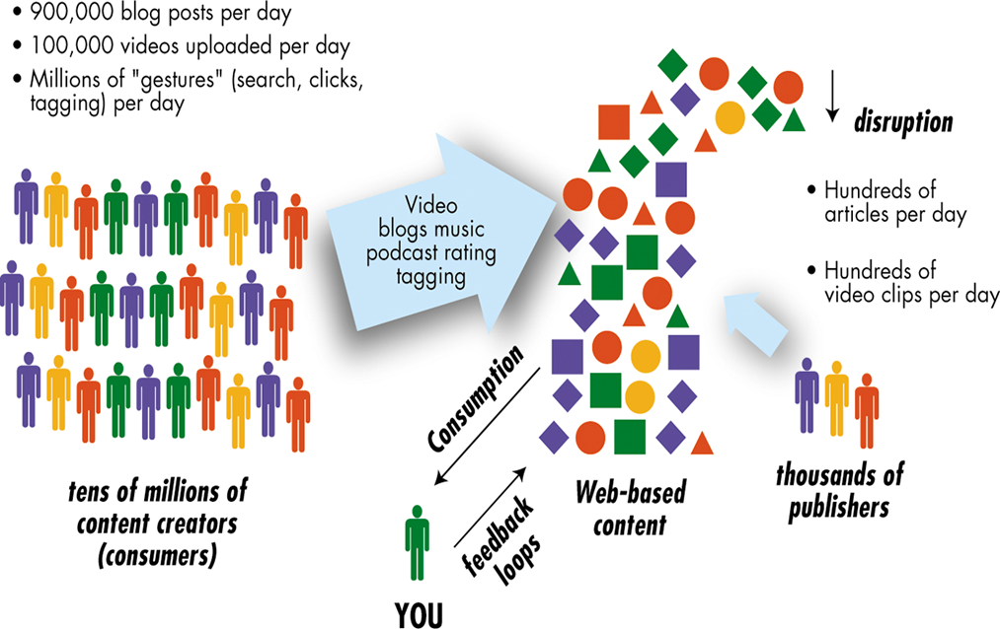 • 900,000 blog posts per day
• 100,000 videos uploaded per day
• Millions of "gestures" (search, clicks,
tagging) per day
Video
blogs music
podcast rating
tagging
disruption
• Hundreds of
articles per day
• Hundreds of
video clips per day
Consumption
feedback
loops
tens of millions of
content creators
(consumers)
YOU
Web-based
content
thousands of
publishers